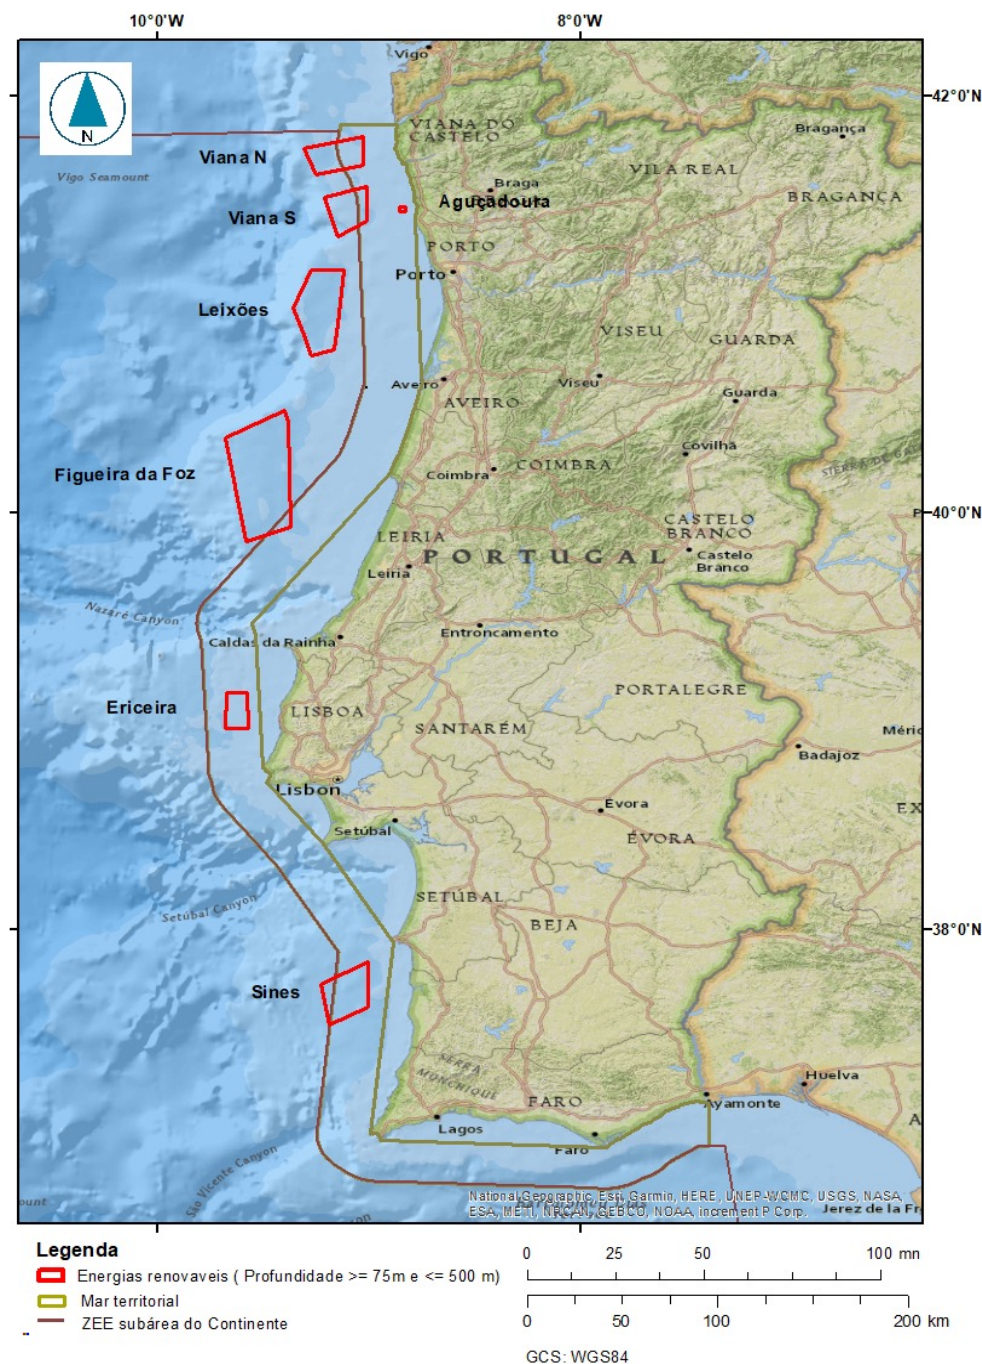 10°0'W
8°0'W
Vigo
42°0'N
N
VIANA DO
CASTELO
Bragança
Viana N
Vigo Seamount
VILA REAL
Braga
BRAGANÇA
Aguçadoura
Viana S
PORTO
Porto
Leixões
VISEU
GUARDA
Aveiro
Viseu
AVEIRO
Guarda
Covilhã
Figueira da Foz
Coimbra
COIMBRA
40°0'N
CASTELO
BRANCO
LEIRIA
PORTUGAL
Castelo
Branco
Leiria
Nazaré Canyon
Caldas da Rainha
Entroncamento
PORTALEGRE
Ericeira
LISBOA
SANTARÉM
Badajoz
Lisbon
Évora
Setúbal
ÉVORA
SETÚBAL
Setúbal Canyon
BEJA
38°0'N
Sines
SERRA
MONCHIQUE
Huelva
FARO
Ayamonte
Lagos
Faro
São Vicente Canyon
National Geographic, Esri, Garmin, HERE, UNEP-WCMC, USGS, NASA,
ESA, METI, NRCAN, GEBCO, NOAA, increment P Corp.
Jerez de la Fr
Legenda
Energias renovaveis ( Profundidade >= 75m e <= 500 m)
Mar territorial
ZEE subárea do Continente
0 25 50 100 mn
0 50 100 200 km
GCS: WGS84